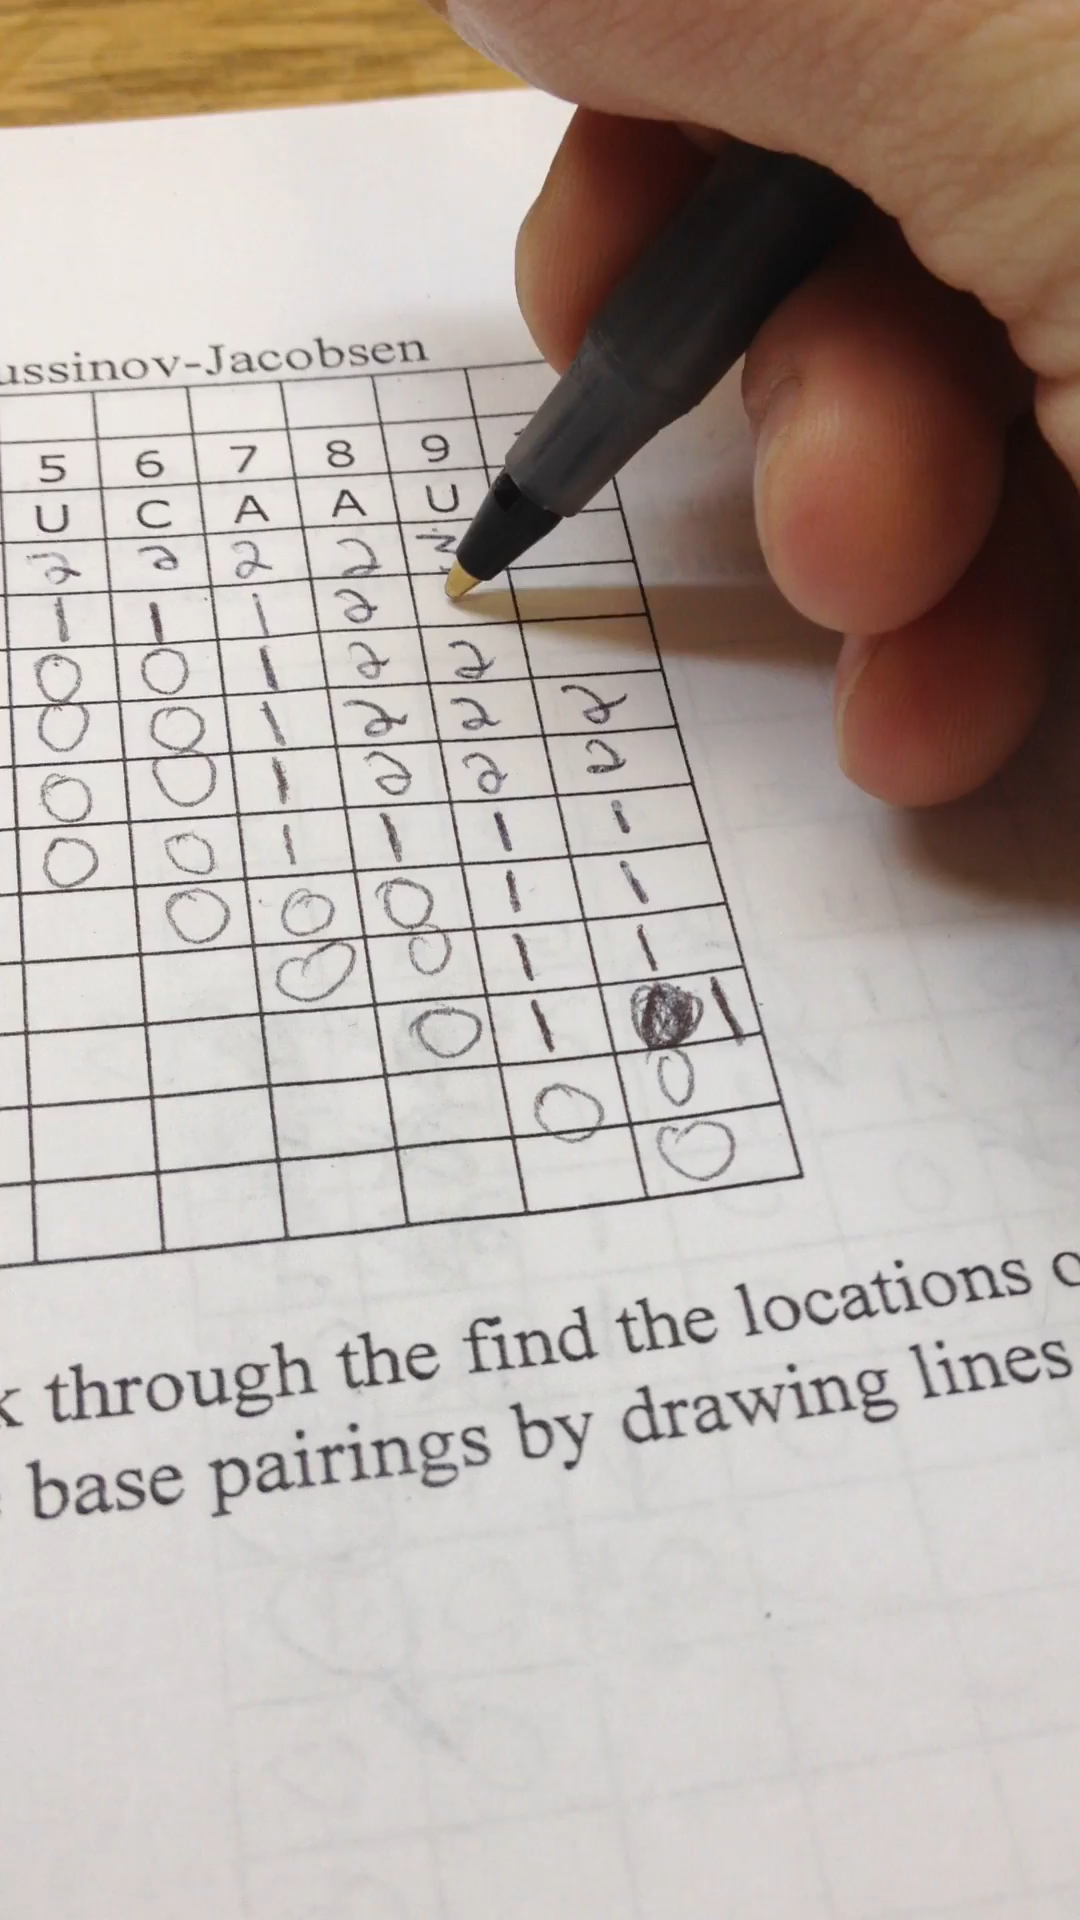 ussinov-Jacobsen
5 6 7 8 9
U C A A U
2 2 2 2
1 1 1 2
0 0 1 2 2
0 0 1 2 2 2
0 0 1 2 2 2
0 0 1 1 1 1
0 0 0 1 1
0 0 1 1
0 1 1
0 0
0
k through the find the locations o
base pairings by drawing lines